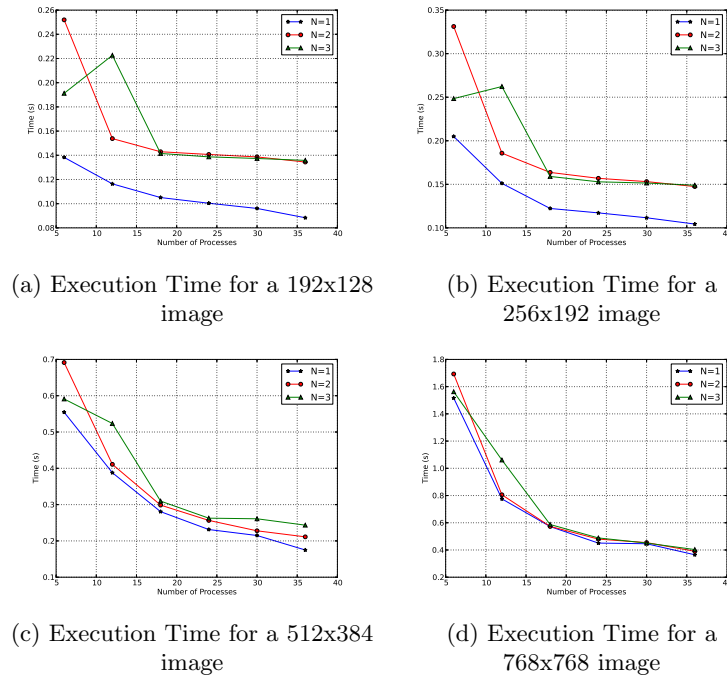 0.26
0.24
0.22
0.20
0.18
0.16
0.14
0.12
0.10
0.08
Time (s)
5 10 15 20 25 30 35 40
Number of Processes
N=1
N=2
N=3
(a) Execution Time for a 192x128
image
0.35
0.30
0.25
0.20
0.15
0.10
Time (s)
5 10 15 20 25 30 35 40
Number of Processes
N=1
N=2
N=3
(b) Execution Time for a
256x192 image
0.7
0.6
0.5
0.4
0.3
0.2
0.1
Time (s)
5 10 15 20 25 30 35 40
Number of Processes
N=1
N=2
N=3
(c) Execution Time for a 512x384
image
1.8
1.6
1.4
1.2
1.0
0.8
0.6
0.4
0.2
Time (s)
5 10 15 20 25 30 35 40
Number of Processes
N=1
N=2
N=3
(d) Execution Time for a
768x768 image